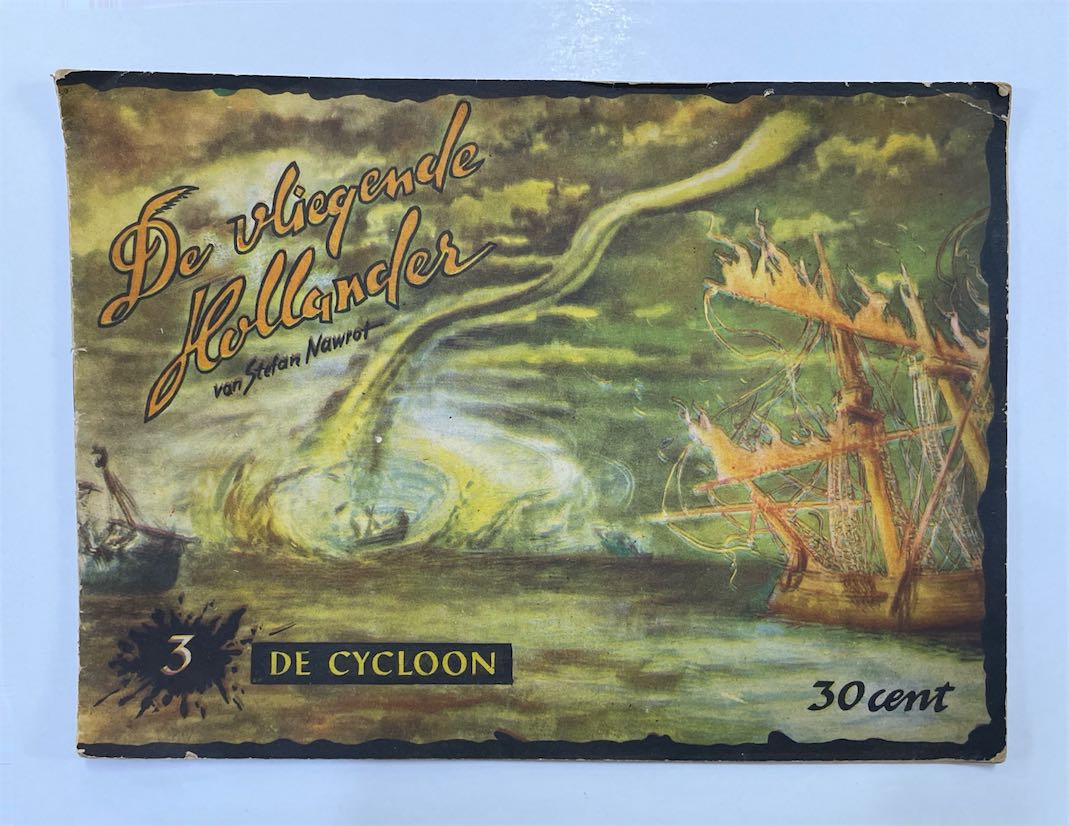 De vliegende
Hollander
van Stefan Nawrot
3
DE CYCLOON
30 cent